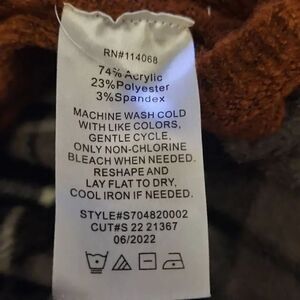 RN#114068
74% Acrylic
23%Polyester
3%Spandex
MACHINE WASH COLD
WITH LIKE COLORS,
GENTLE CYCLE,
ONLY NON-CHLORINE
BLEACH WHEN NEEDED.
RESHAPE AND
LAY FLAT TO DRY,
COOL IRON IF NEEDED.
STYLE#S704820002
CUT#S 22 21367
06/2022